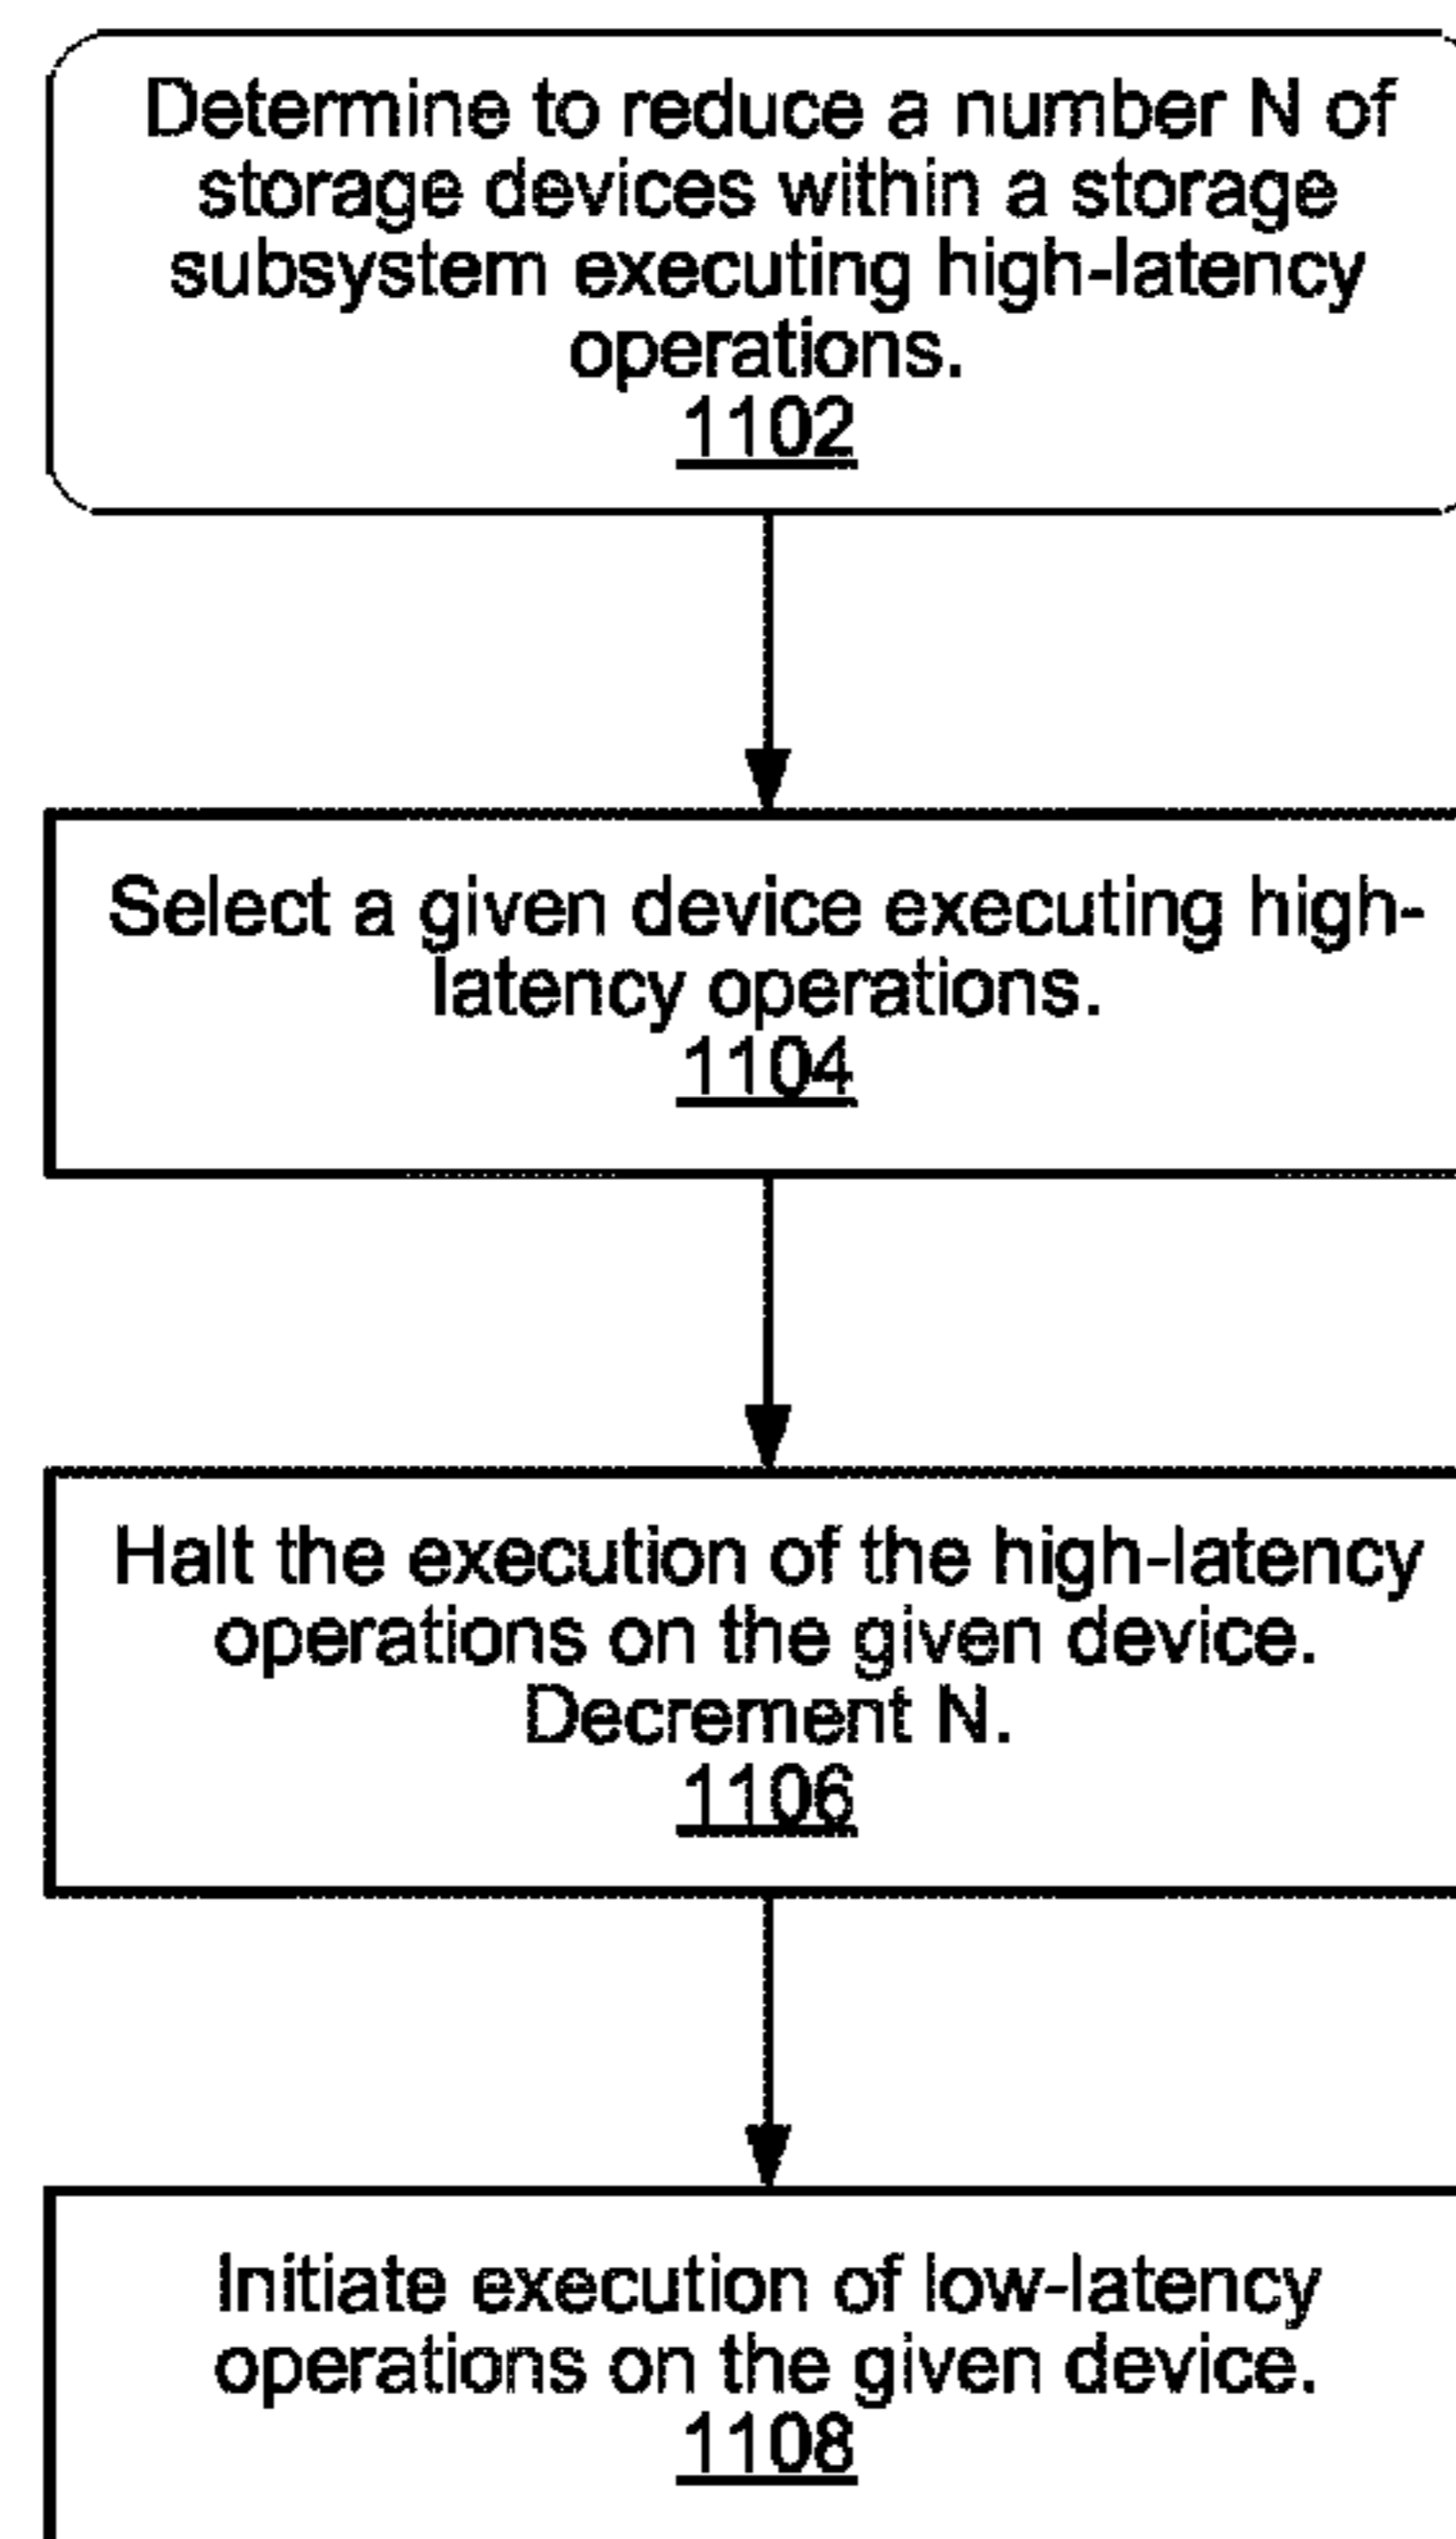 Determine to reduce a number N of
storage devices within a storage
subsystem executing high-latency
operations.
1102
Select a given device executing high-
latency operations.
1104
Halt the execution of the high-latency
operations on the given device.
Decrement N.
1106
Initiate execution of low-latency
operations on the given device.
1108